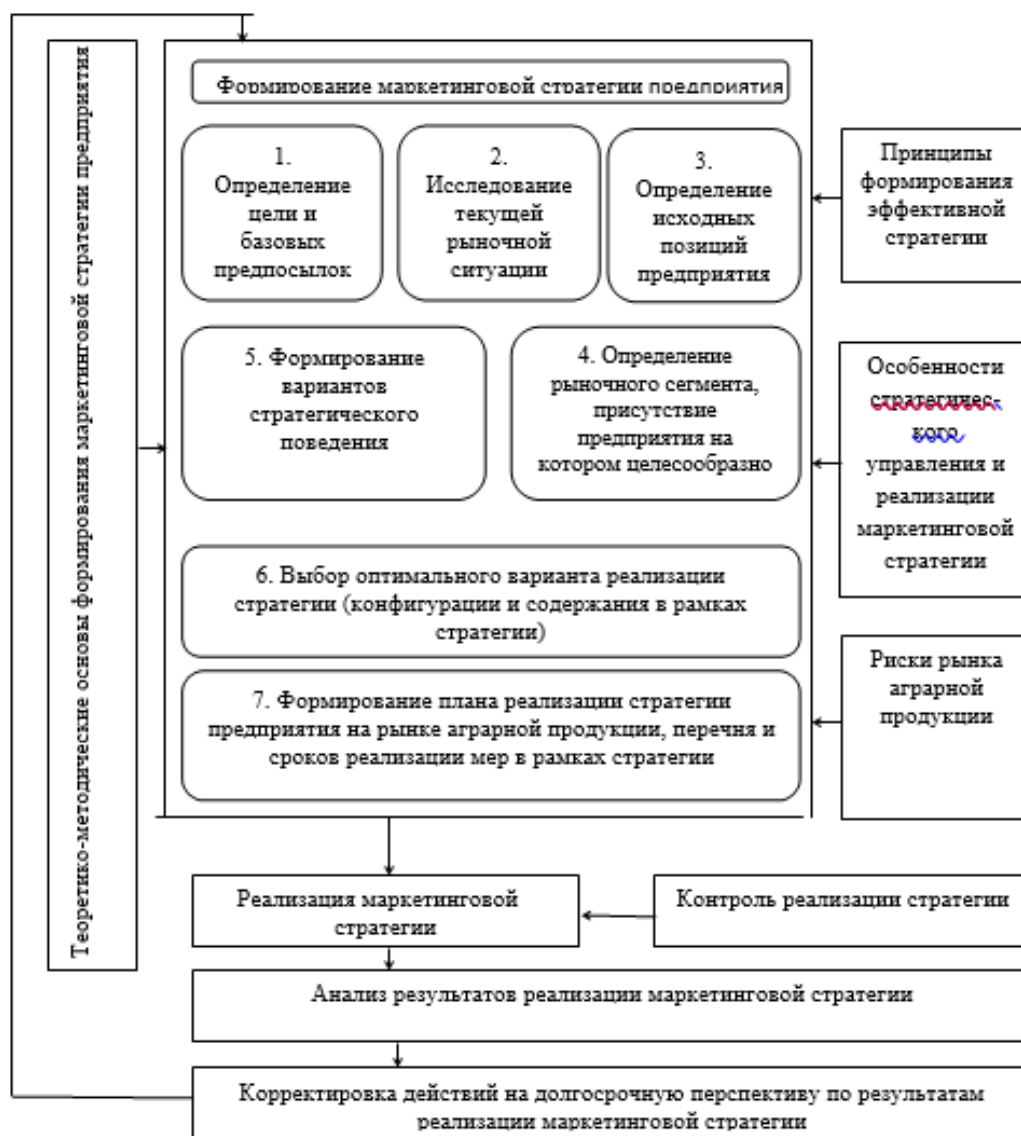 Теоретико-методические основы формирования маркетинговой стратегии предприятия
Формирование маркетинговой стратегии предприятия
1.
Определение
цели и
базовых
предпосылок
2.
Исследование
текущей
рыночной
ситуации
3.
Определение
исходных
позиций
предприятия
Принципы
формирования
эффективной
стратегии
5. Формирование
вариантов
стратегического
поведения
4. Определение
рыночного сегмента,
присутствие
предприятия на
котором целесообразно
Особенности
стратегичес-
кого
управления и
реализации
маркетинговой
стратегии
6. Выбор оптимального варианта реализации
стратегии (конфигурации и содержания в рамках
стратегии)
7. Формирование плана реализации стратегии
предприятия на рынке аграрной продукции, перечня и
сроков реализации мер в рамках стратегии
Риски рынка
аграрной
продукции
Реализация маркетинговой
стратегии
Контроль реализации стратегии
Анализ результатов реализации маркетинговой стратегии
Корректировка действий на долгосрочную перспективу по результатам
реализации маркетинговой стратегии